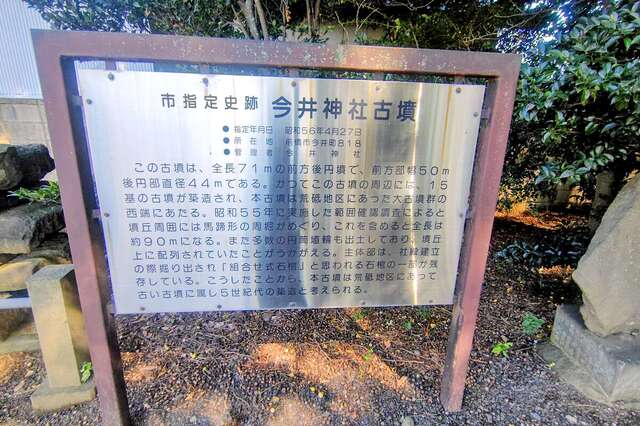 市指定史跡 今井神社古墳
● 指定年月日 昭和56年4月27日
● 所在地 前橋市今井町818
● 管理者 今井神社
この古墳は、全長71mの前方後円墳で、前方部幅50m
後円部直径44mである。かつてこの古墳の周辺には、15
基の古墳が築造され、本古墳は荒砥地区にあった大古墳群の
西端にあたる。昭和55年に実施した範囲確認調査によると
墳丘周囲には馬蹄形の周堀がめぐり、これを含めると全長は
約90mになる。また多数の円筒埴輪も出土しており、墳丘
上に配列されていたことがうかがえる。主体部は、社殿建立
の際掘り出され「組合せ式石棺」と思われる石棺の一部が残
存している。こうしたことから、本古墳は荒砥地区にあって
古い古墳に属し5世紀代の築造と考えられる。